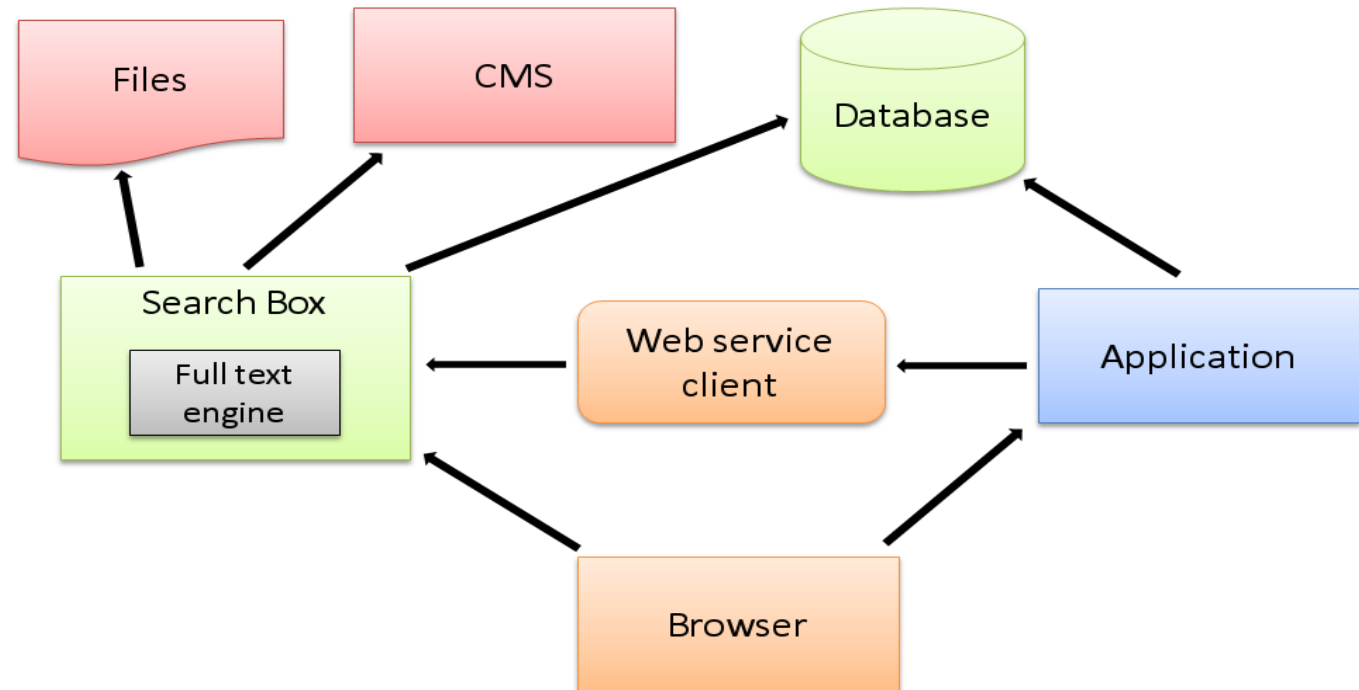 Files
CMS
Database
Search Box
Full text
engine
Web service
client
Application
Browser